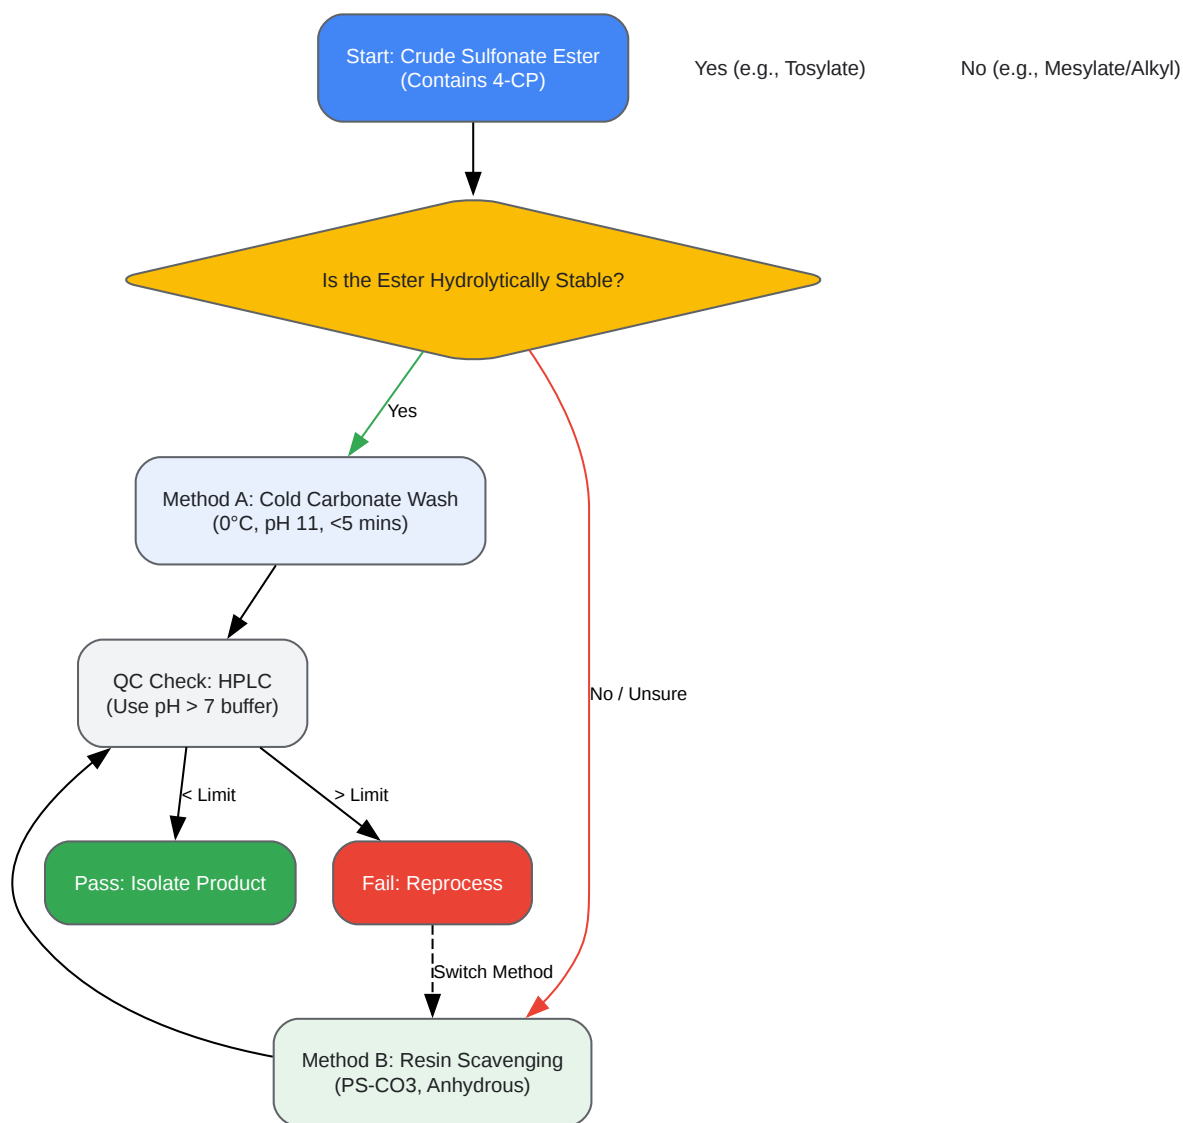 Start: Crude Sulfonate Ester
(Contains 4-CP)
Yes (e.g., Tosylate)
No (e.g., Mesylate/Alkyl)
Is the Ester Hydrolytically Stable?
Yes
Method A: Cold Carbonate Wash
(0°C, pH 11, <5 mins)
QC Check: HPLC
(Use pH > 7 buffer)
No / Unsure
< Limit
> Limit
Pass: Isolate Product
Fail: Reprocess
Switch Method
Method B: Resin Scavenging
(PS-CO3, Anhydrous)